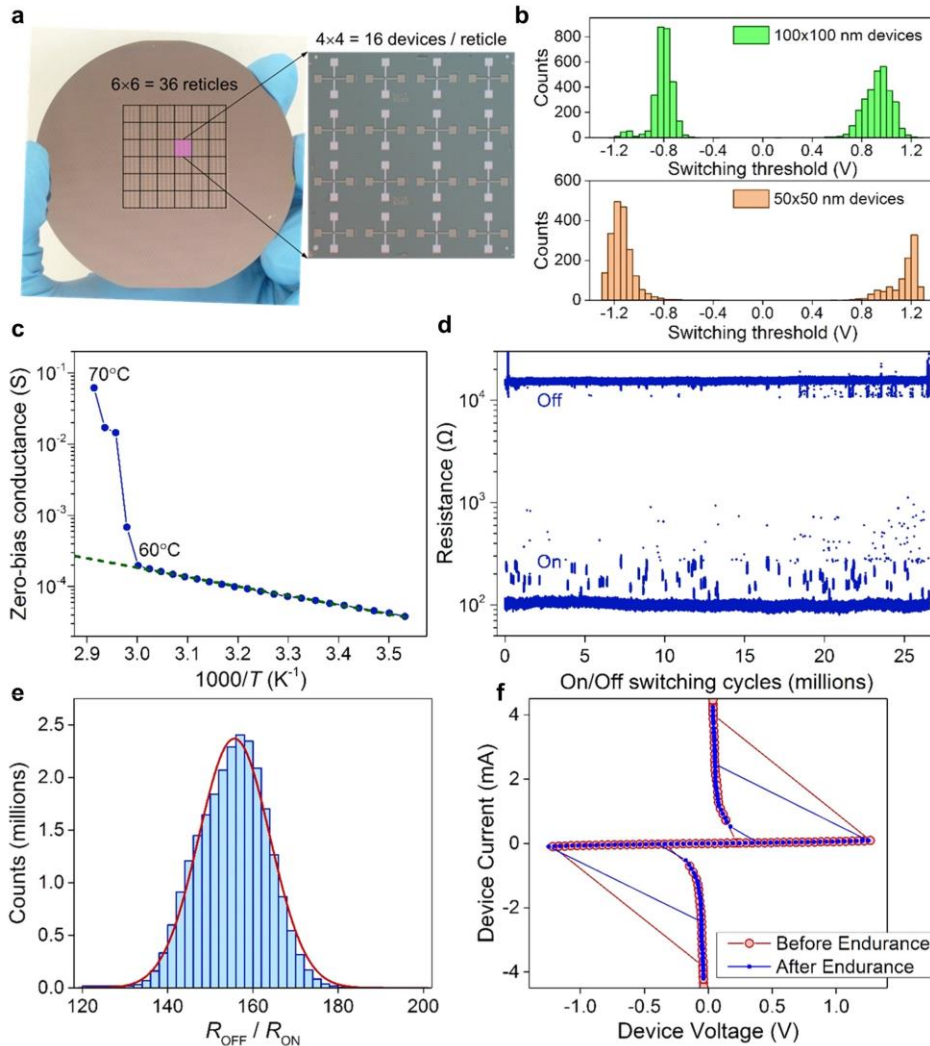 a
6×6 = 36 reticles
4×4 = 16 devices / reticle
b
Counts
800
600
400
200
0
100x100 nm devices
-1.2 -0.8 -0.4 0.0 0.4 0.8 1.2
Switching threshold (V)
Counts
600
400
200
0
50x50 nm devices
-1.2 -0.8 -0.4 0.0 0.4 0.8 1.2
Switching threshold (V)
c
Zero-bias conductance (S)
10⁻¹
10⁻²
10⁻³
10⁻⁴
70°C
60°C
2.9 3.0 3.1 3.2 3.3 3.4 3.5
1000/T (K⁻¹)
d
Resistance (Ω)
10⁴
10³
10²
Off
On
0 5 10 15 20 25
On/Off switching cycles (millions)
e
Counts (millions)
2.5
2.0
1.5
1.0
0.5
0.0
120 140 160 180 200
R_OFF / R_ON
f
Device Current (mA)
4
2
0
-2
-4
Before Endurance
After Endurance
-1.0 -0.5 0.0 0.5 1.0
Device Voltage (V)